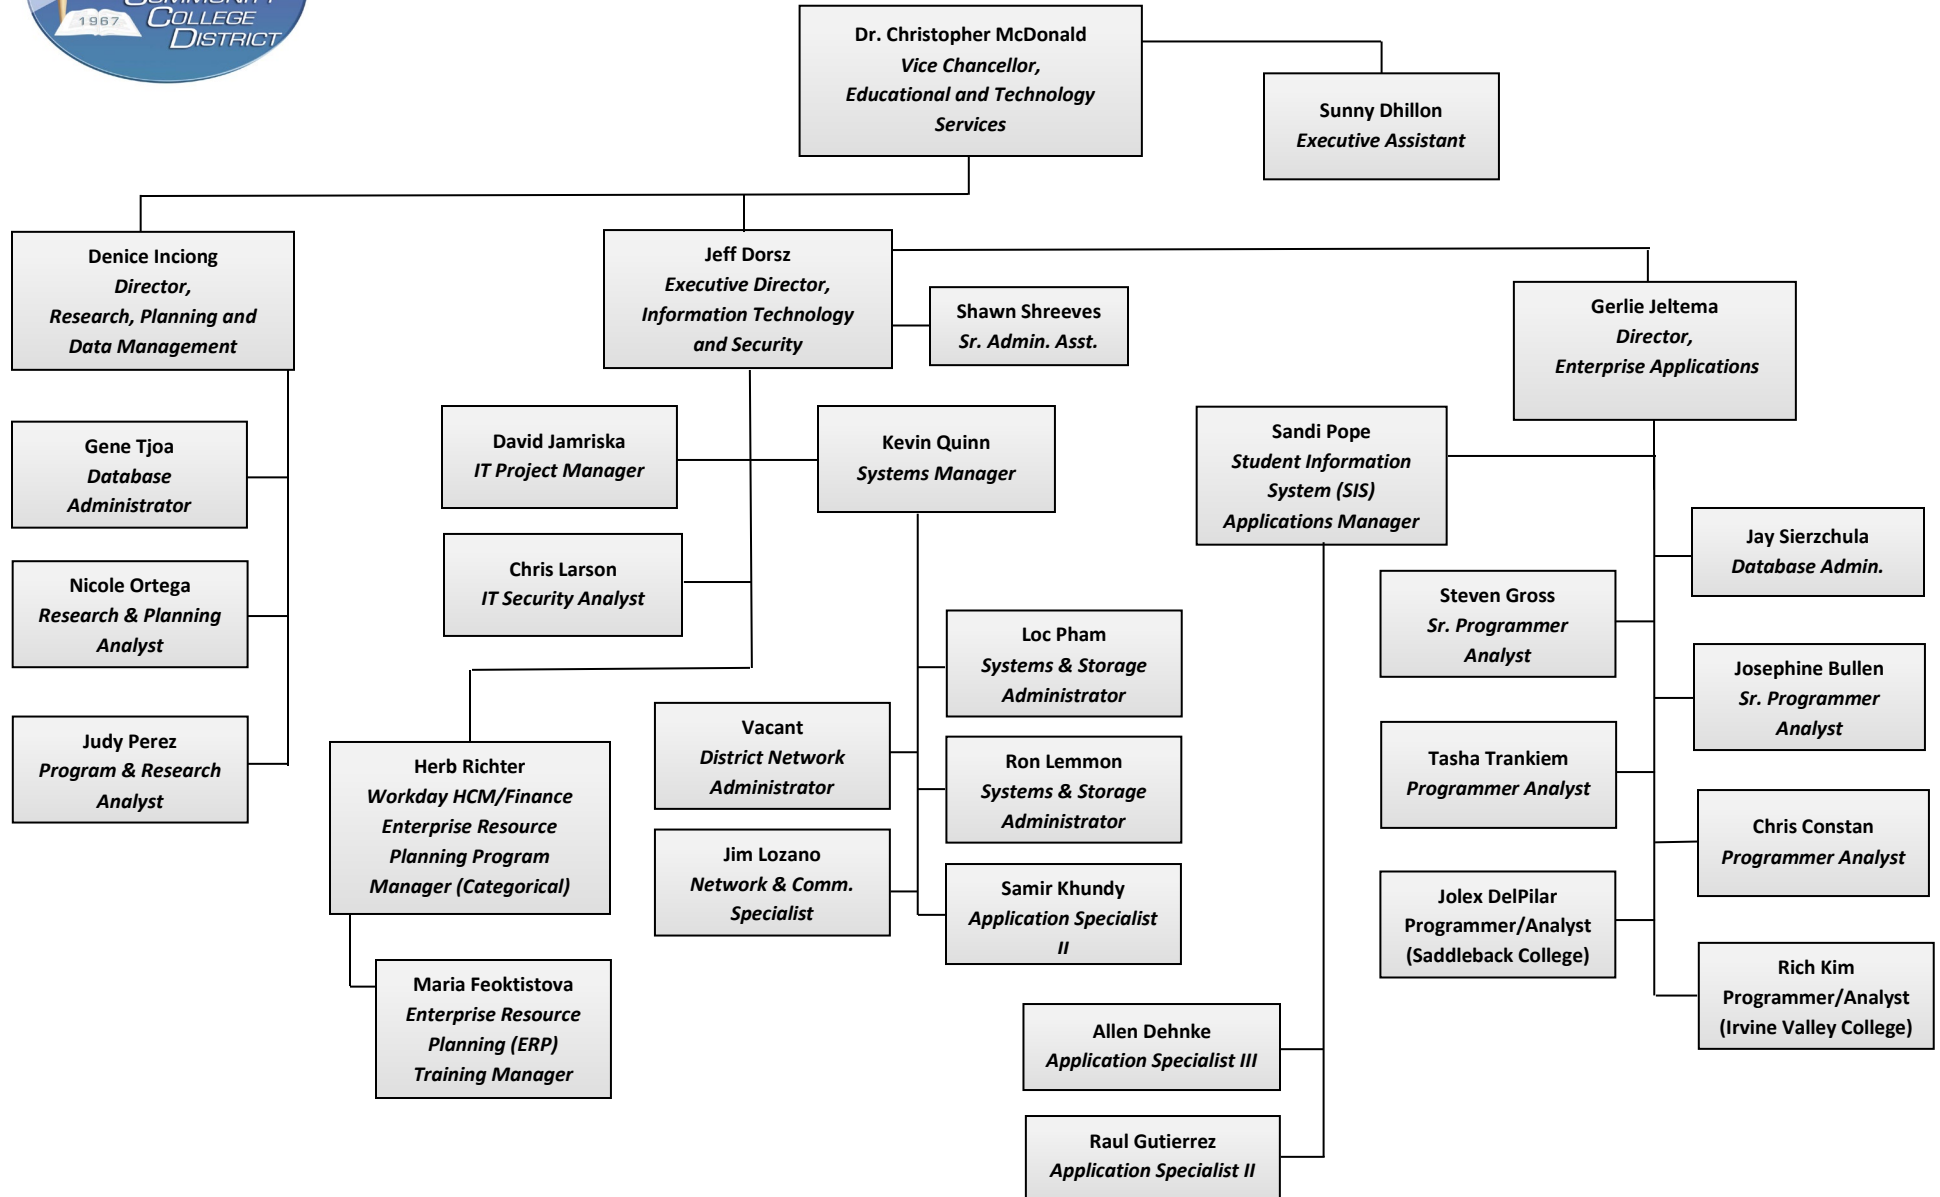 COMMUNITY
COLLEGE
DISTRICT
1967
Dr. Christopher McDonald
Vice Chancellor,
Educational and Technology
Services
Sunny Dhillon
Executive Assistant
Denice Inciong
Director,
Research, Planning and
Data Management
Jeff Dorsz
Executive Director,
Information Technology
and Security
Shawn Shreeves
Sr. Admin. Asst.
Gerlie Jeltema
Director,
Enterprise Applications
Gene Tjoa
Database
Administrator
Nicole Ortega
Research & Planning
Analyst
Judy Perez
Program & Research
Analyst
David Jamriska
IT Project Manager
Kevin Quinn
Systems Manager
Chris Larson
IT Security Analyst
Herb Richter
Workday HCM/Finance
Enterprise Resource
Planning Program
Manager (Categorical)
Maria Feoktistova
Enterprise Resource
Planning (ERP)
Training Manager
Loc Pham
Systems & Storage
Administrator
Vacant
District Network
Administrator
Ron Lemmon
Systems & Storage
Administrator
Jim Lozano
Network & Comm.
Specialist
Samir Khundy
Application Specialist
II
Sandi Pope
Student Information
System (SIS)
Applications Manager
Jay Sierzchula
Database Admin.
Steven Gross
Sr. Programmer
Analyst
Josephine Bullen
Sr. Programmer
Analyst
Tasha Trankiem
Programmer Analyst
Chris Constan
Programmer Analyst
Jolex DelPilar
Programmer/Analyst
(Saddleback College)
Rich Kim
Programmer/Analyst
(Irvine Valley College)
Allen Dehnke
Application Specialist III
Raul Gutierrez
Application Specialist II